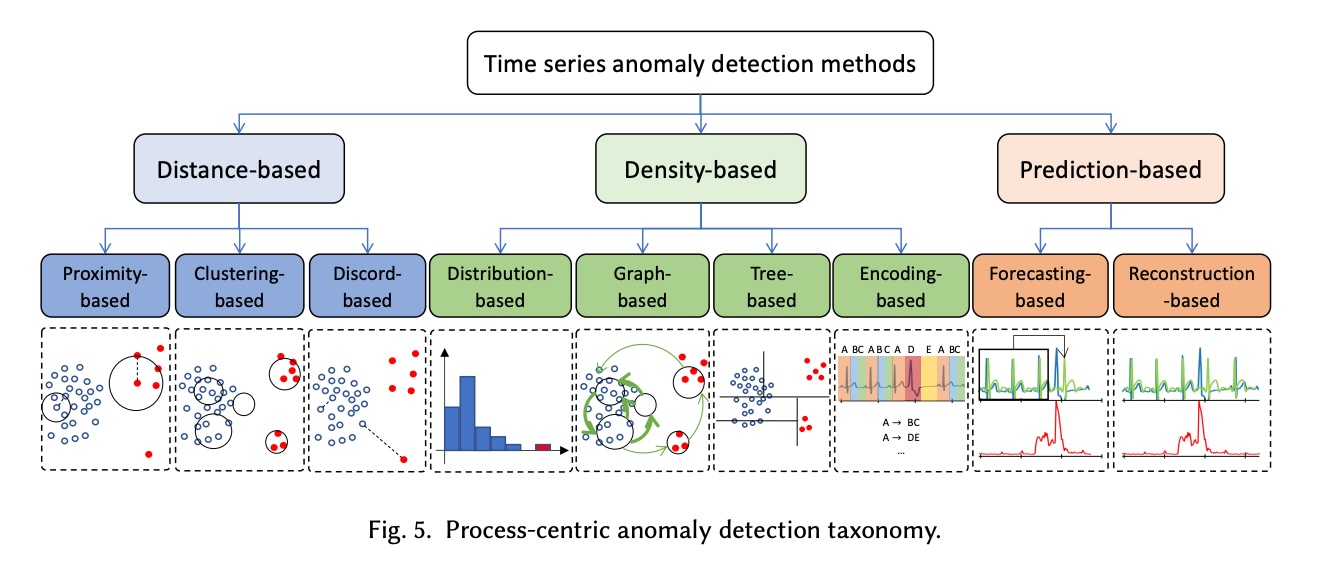 Time series anomaly detection methods
Distance-based
Density-based
Prediction-based
Proximity-
based
Clustering-
based
Discord-
based
Distribution-
based
Graph-
based
Tree-
based
Encoding-
based
Forecasting-
based
Reconstruction
-based
A BC A B C A D E A BC
A → BC
A → DE
...
Fig. 5. Process-centric anomaly detection taxonomy.